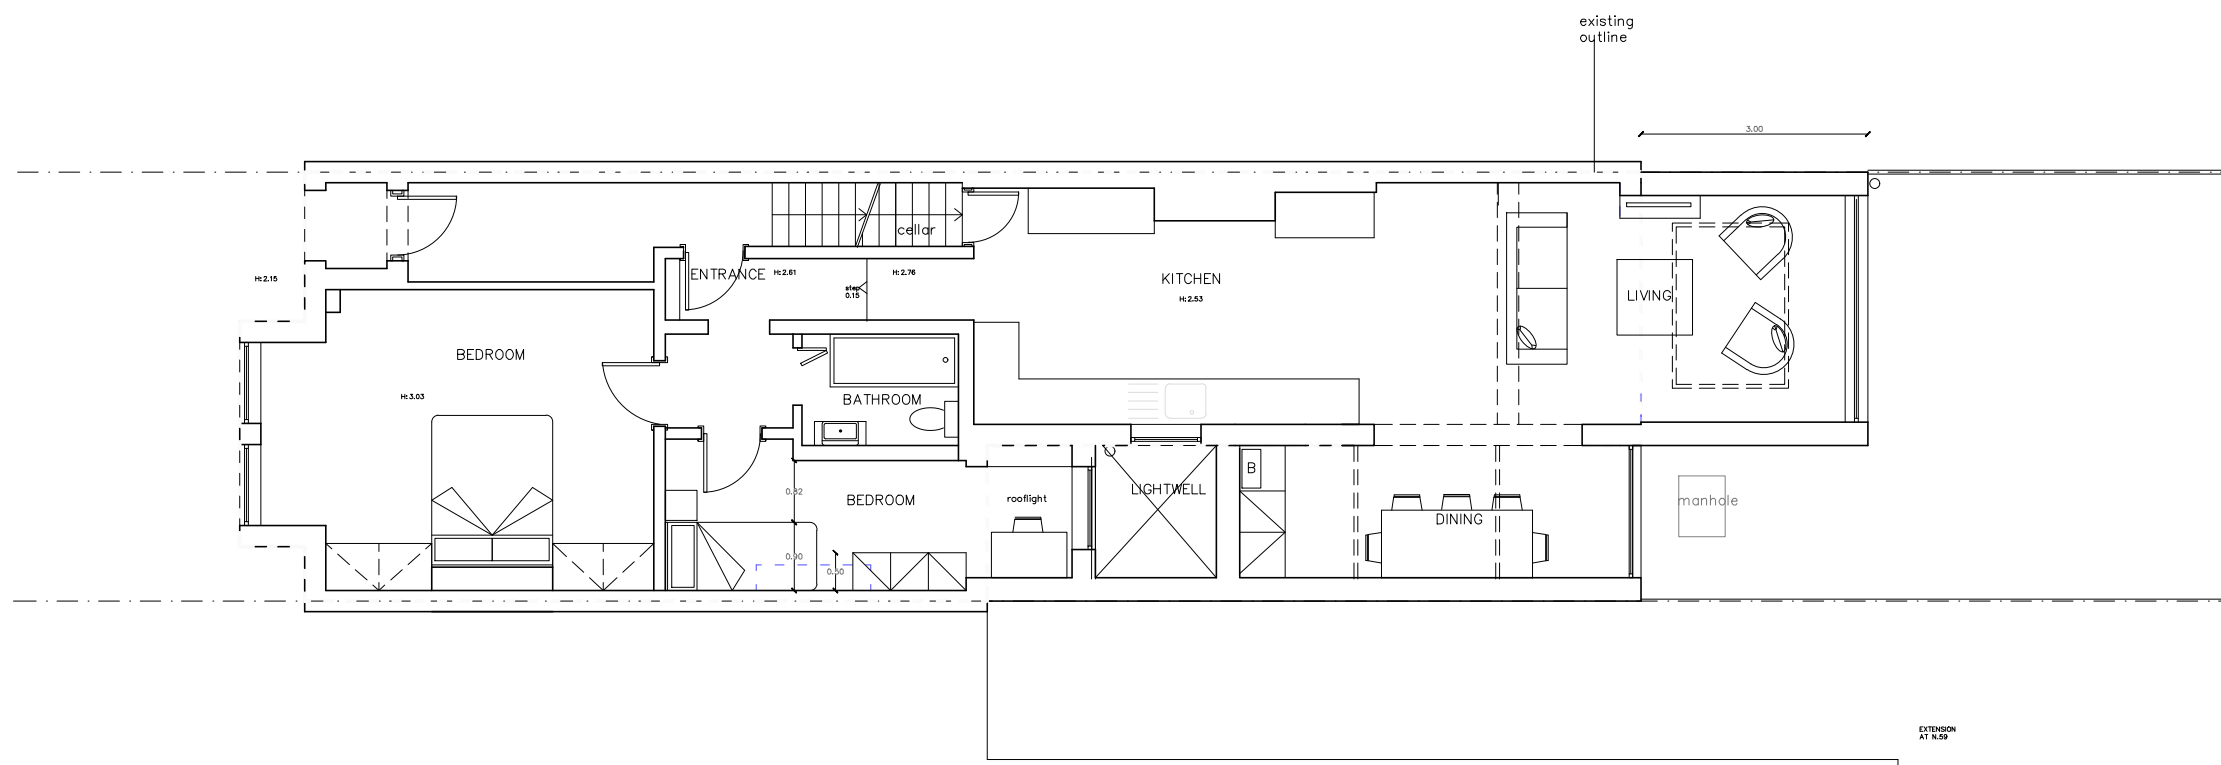 existing
outline
3.00
cellar
ENTRANCE
H:2.61
H:2.76
H:2.15
step
0.15
KITCHEN
H:2.53
LIVING
BEDROOM
H:3.03
BATHROOM
0.82
BEDROOM
rooflight
LIGHTWELL
B
DINING
manhole
0.90
0.60
EXTENSION
AT N.59